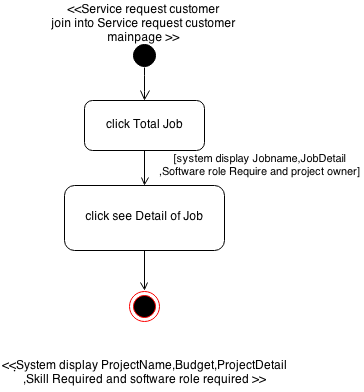 <<Service request customer
join into Service request customer
mainpage >>
click Total Job
[system display Jobname,JobDetail
,Software role Require and project owner]
click see Detail of Job
<<System display ProjectName,Budget,ProjectDetail
,Skill Required and software role required >>